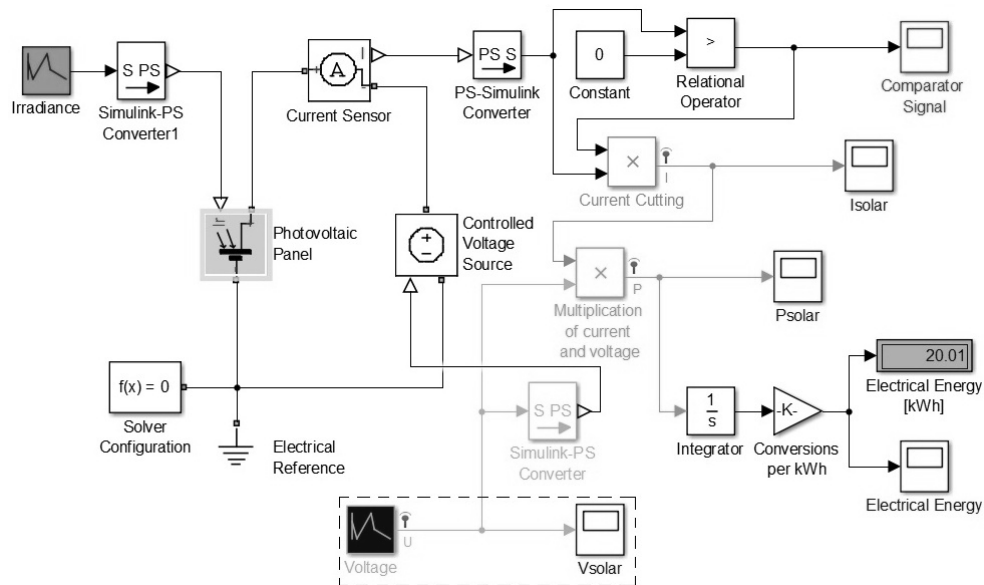 Irradiance
S PS
Simulink-PS
Converter1
Ir
+
Photovoltaic
Panel
A
I
Current Sensor
PS S
PS-Simulink
Converter
0
Constant
>
Relational
Operator
Comparator
Signal
×
I
Current Cutting
Isolar
+
−
Controlled
Voltage
Source
×
P
Multiplication
of current
and voltage
Psolar
f(x) = 0
Solver
Configuration
Electrical
Reference
S PS
Simulink-PS
Converter
1
s
Integrator
-K-
Conversions
per kWh
20.01
Electrical Energy
[kWh]
Electrical Energy
U
Voltage
Vsolar